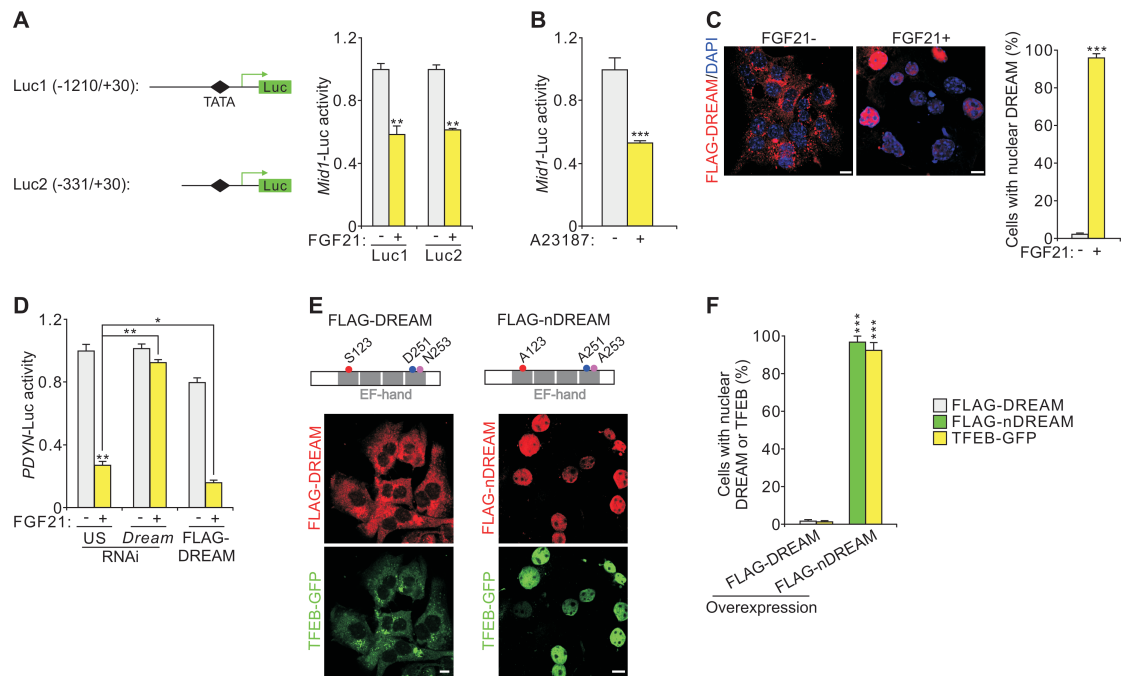 A
Luc1 (-1210/+30):
TATA
Luc
Luc2 (-331/+30):
Luc
Mid1-Luc activity
1.2
0.8
0.4
0
FGF21: - + - +
Luc1 Luc2
**
**
B
Mid1-Luc activity
1.2
0.8
0.4
0
A23187: - +
***
C
FGF21- FGF21+
FLAG-DREAM/DAPI
Cells with nuclear DREAM (%)
100
80
60
40
20
0
FGF21: - +
***
D
PDYN-Luc activity
1.2
0.8
0.4
0
*
**
**
FGF21: - + - + - +
US Dream FLAG-
RNAi DREAM
E
FLAG-DREAM
S123
D251
N253
EF-hand
FLAG-nDREAM
A123
A251
A253
EF-hand
FLAG-DREAM
FLAG-nDREAM
TFEB-GFP
TFEB-GFP
F
Cells with nuclear
DREAM or TFEB (%)
100
80
60
40
20
0
***
***
FLAG-DREAM
FLAG-nDREAM
Overexpression
FLAG-DREAM
FLAG-nDREAM
TFEB-GFP